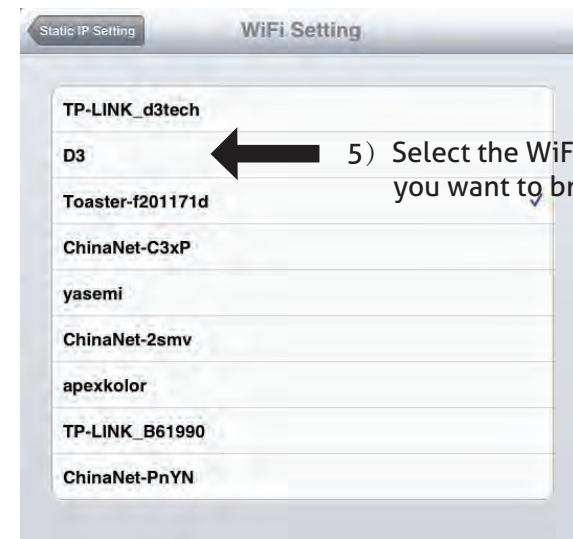 Static IP Setting
WiFi Setting
TP-LINK_d3tech
D3
5） Select the WiF
Toaster-f201171d
you want to br
ChinaNet-C3xP
yasemi
ChinaNet-2smv
apexkolor
TP-LINK_B61990
ChinaNet-PnYN